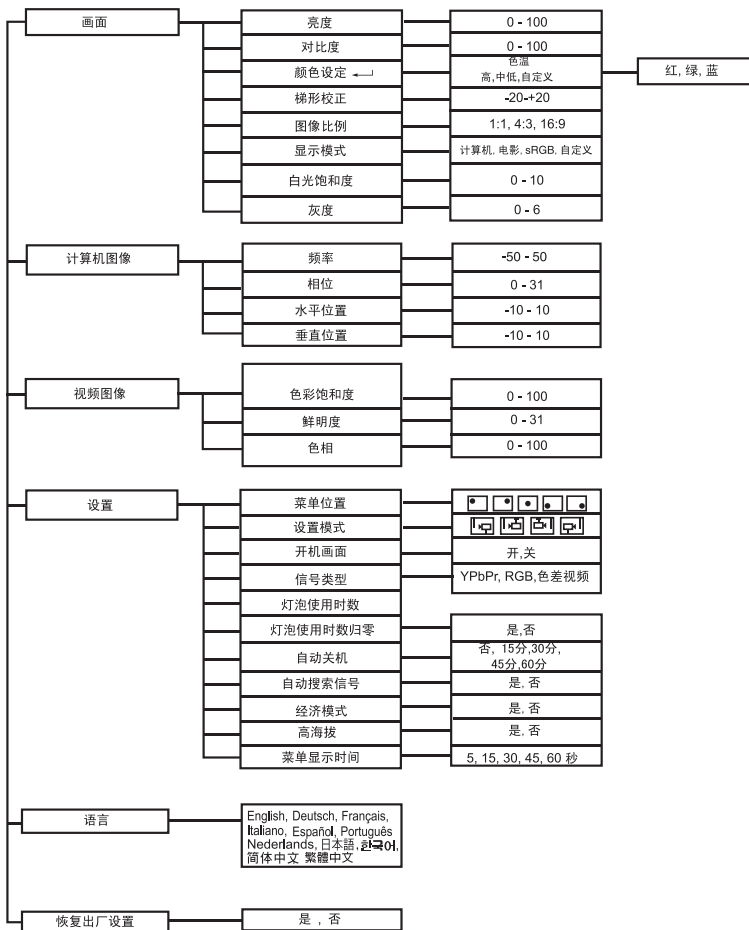 画面
亮度
0 - 100
对比度
0 - 100
颜色设定
色温
高,中低,自定义
红, 绿, 蓝
梯形校正
-20-+20
图像比例
1:1, 4:3, 16:9
显示模式
计算机, 电影, sRGB, 自定义
白光饱和度
0 - 10
灰度
0 - 6
计算机图像
频率
-50 - 50
相位
0 - 31
水平位置
-10 - 10
垂直位置
-10 - 10
视频图像
色彩饱和度
0 - 100
鲜明度
0 - 31
色相
0 - 100
设置
菜单位置
设置模式
开机画面
开,关
信号类型
YPbPr, RGB,色差视频
灯泡使用时数
灯泡使用时数归零
是,否
自动关机
否, 15分,30分,
45分,60分
自动搜索信号
是, 否
经济模式
是, 否
高海拔
是, 否
菜单显示时间
5, 15, 30, 45, 60 秒
语言
English, Deutsch, Français,
Italiano, Español, Português
Nederlands, 日本語, 한국어,
简体中文 繁體中文
恢复出厂设置
是 , 否